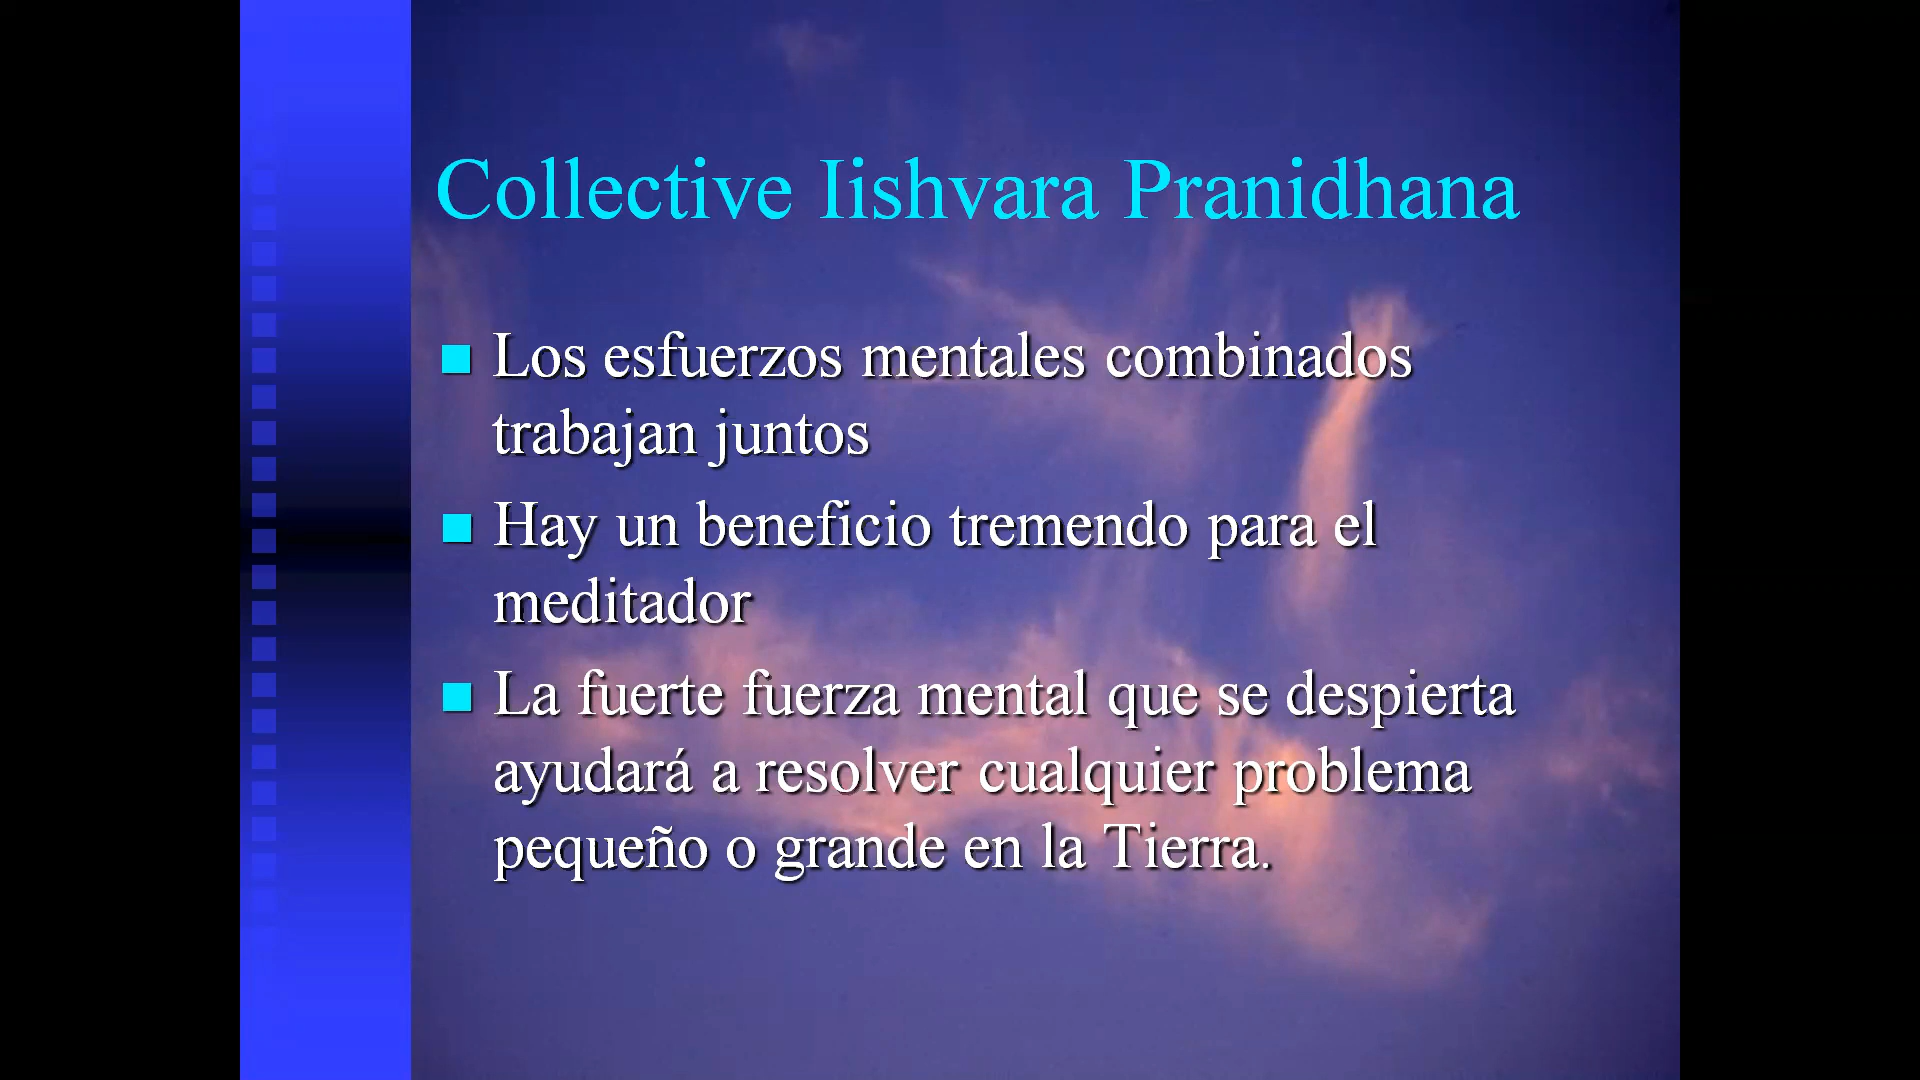 Collective Iishvara Pranidhana
Los esfuerzos mentales combinados
trabajan juntos
Hay un beneficio tremendo para el
meditador
La fuerte fuerza mental que se despierta
ayudará a resolver cualquier problema
pequeño o grande en la Tierra.